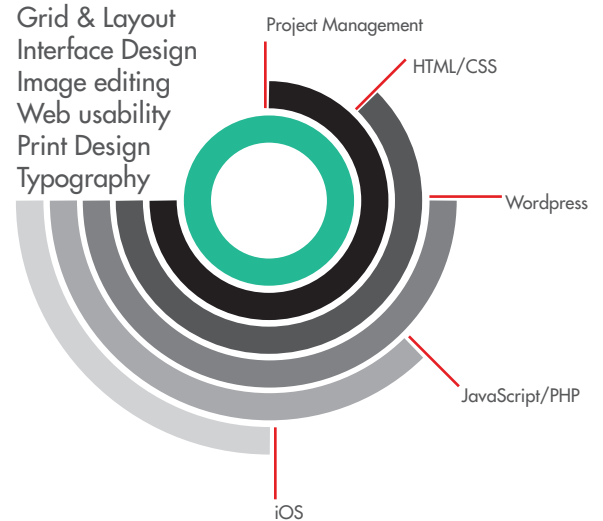 Grid & Layout
Interface Design
Image editing
Web usability
Print Design
Typography
Project Management
HTML/CSS
Wordpress
JavaScript/PHP
iOS